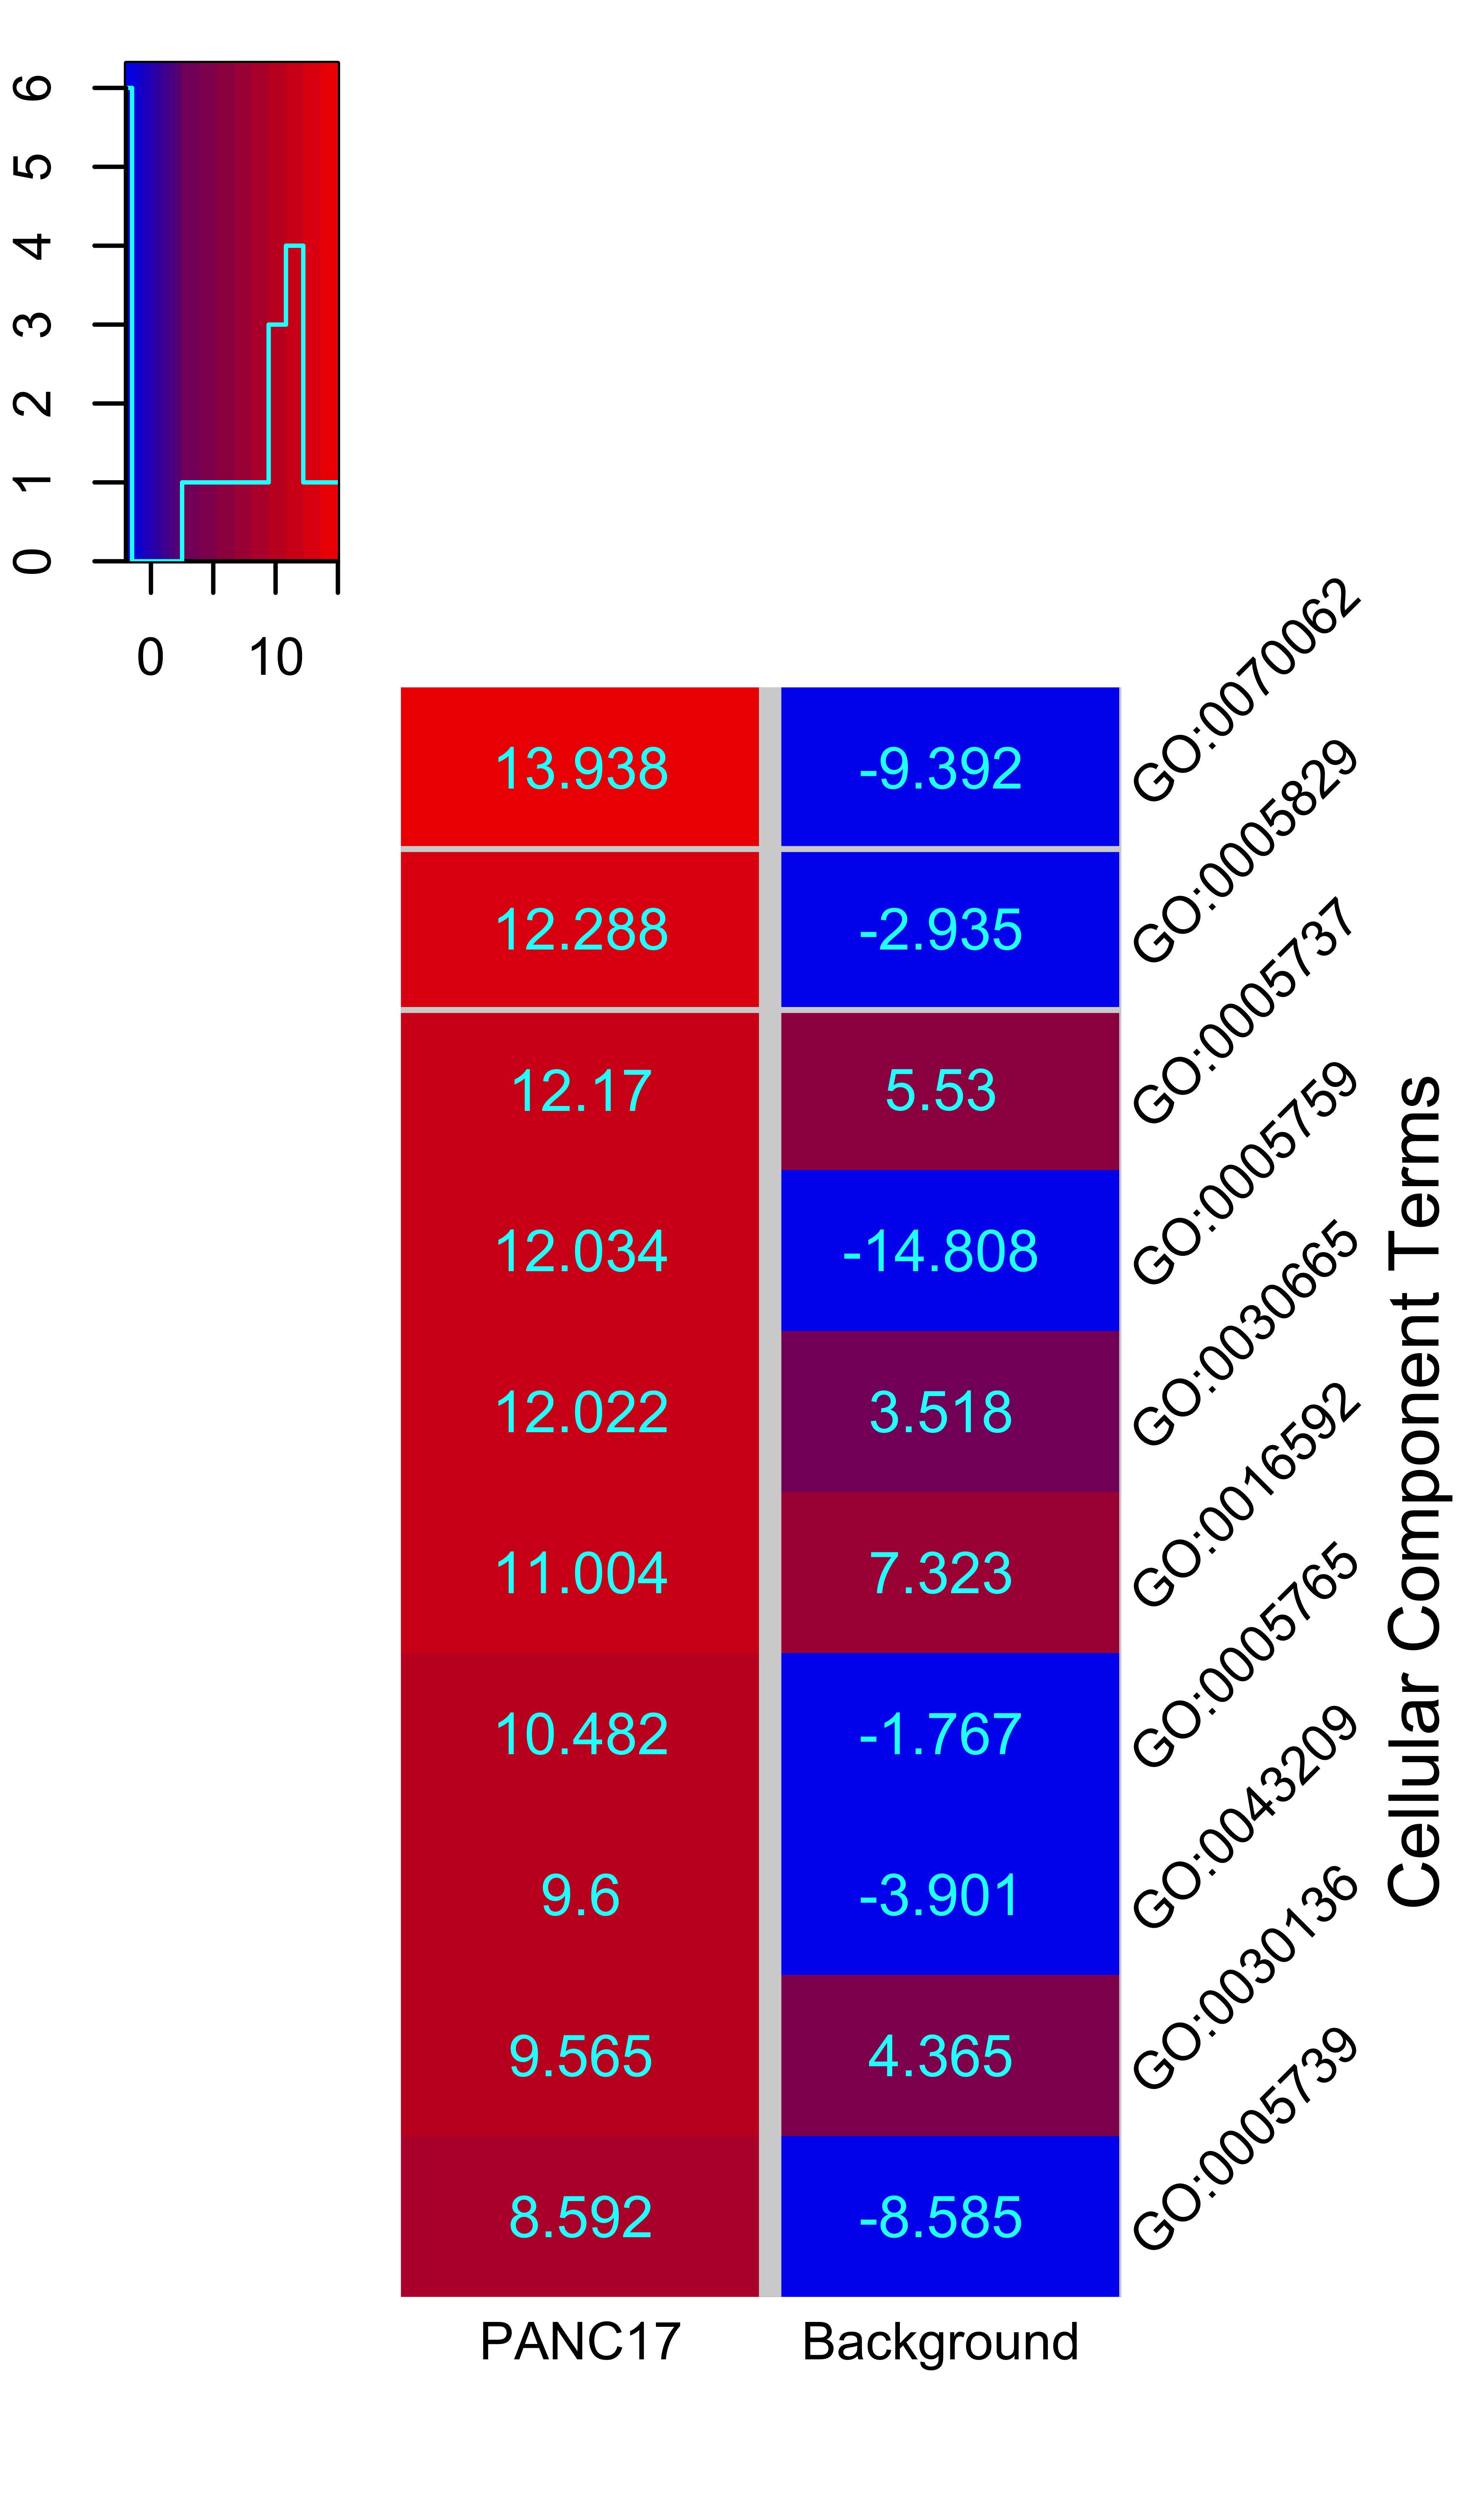 6
5
4
3
2
1
0
0 10
13.938 -9.392 GO:0070062
12.288 -2.935 GO:0005829
12.17 5.53 GO:0005737
12.034 -14.808 GO:0005759
12.022 3.518 GO:0030665
11.004 7.323 GO:0016592
10.482 -1.767 GO:0005765
9.6 -3.901 GO:0043209
9.565 4.365 GO:0030136
8.592 -8.585 GO:0005739
Cellular Component Terms
PANC17 Background